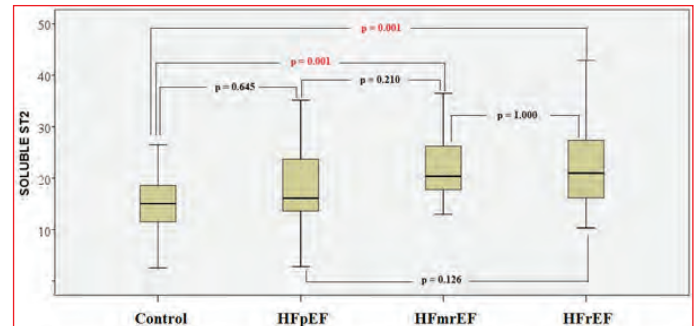 50
40
30
20
10
SOLUBLE ST2
p = 0.001
p = 0.001
p = 0.210
p = 0.645
p = 1.000
p = 0.126
Control HFpEF HFmrEF HFrEF